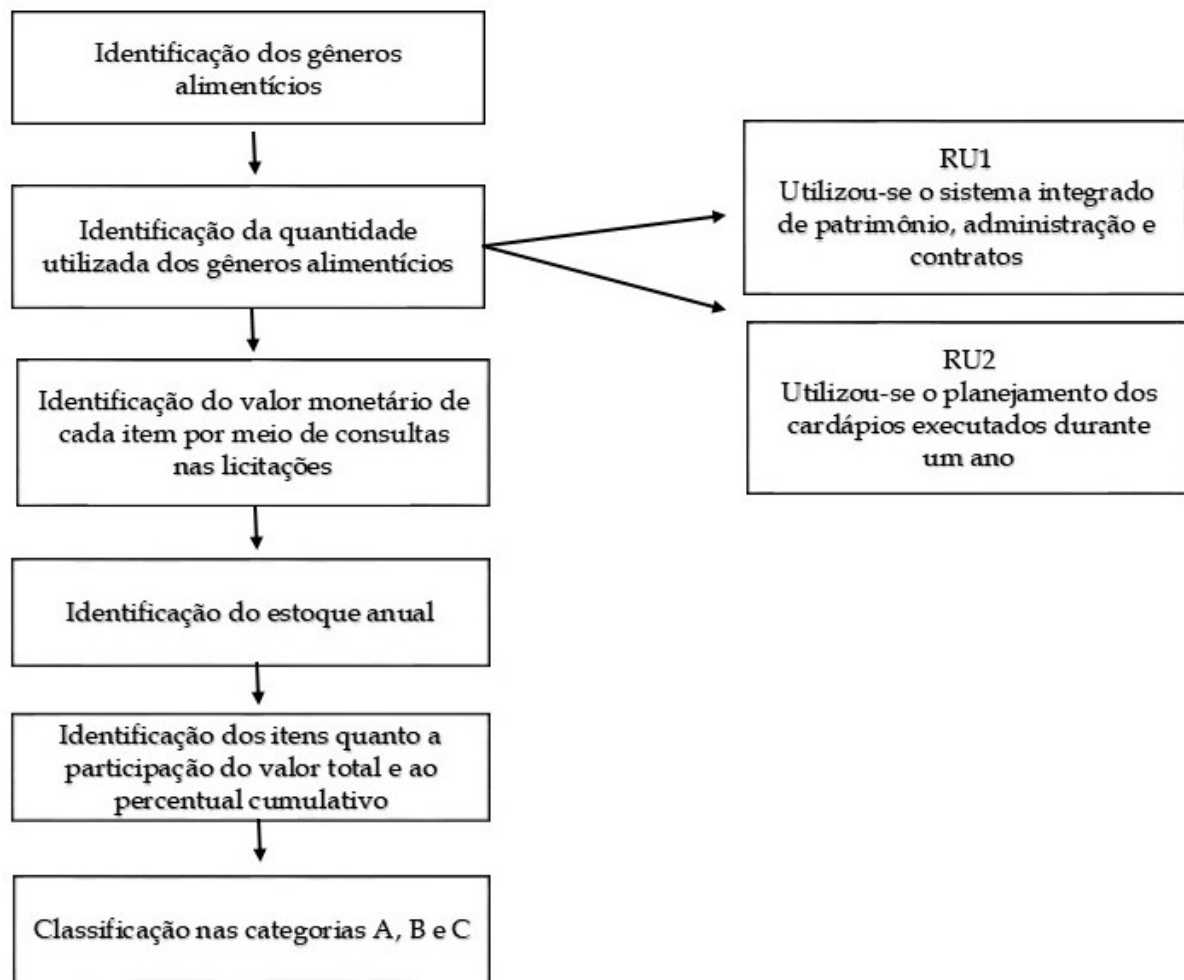 Identificação dos gêneros
alimentícios
Identificação da quantidade
utilizada dos gêneros alimentícios
RU1
Utilizou-se o sistema integrado
de patrimônio, administração e
contratos
RU2
Utilizou-se o planejamento dos
cardápios executados durante
um ano
Identificação do valor monetário de
cada item por meio de consultas
nas licitações
Identificação do estoque anual
Identificação dos itens quanto a
participação do valor total e ao
percentual cumulativo
Classificação nas categorias A, B e C